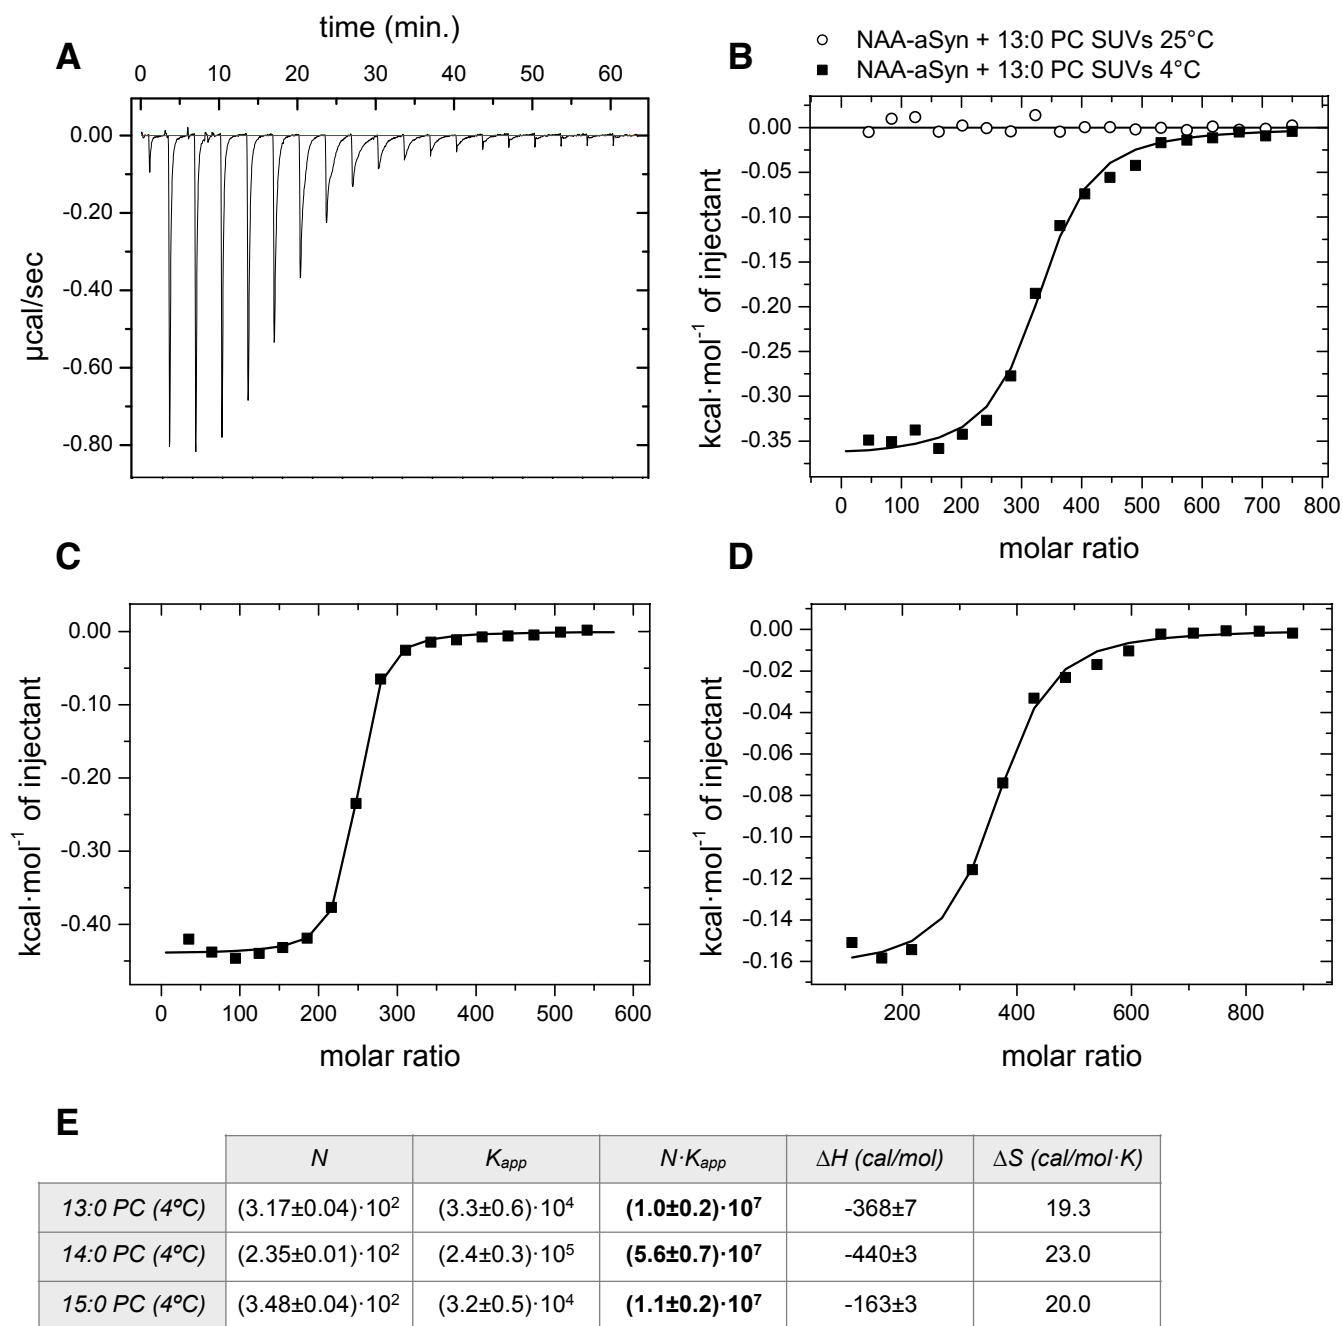 A
time (min.)
0 10 20 30 40 50 60
0.00
-0.20
-0.40
-0.60
-0.80
µcal/sec
B
NAA-aSyn + 13:0 PC SUVs 25°C
NAA-aSyn + 13:0 PC SUVs 4°C
0.00
-0.05
-0.10
-0.15
-0.20
-0.25
-0.30
-0.35
kcal·mol⁻¹ of injectant
0 100 200 300 400 500 600 700 800
molar ratio
C
0.00
-0.10
-0.20
-0.30
-0.40
kcal·mol⁻¹ of injectant
0 100 200 300 400 500 600
molar ratio
D
0.00
-0.02
-0.04
-0.06
-0.08
-0.10
-0.12
-0.14
-0.16
kcal·mol⁻¹ of injectant
200 400 600 800
molar ratio
E
N K_app N·K_app ΔH (cal/mol) ΔS (cal/mol·K)
13:0 PC (4ºC) (3.17±0.04)·10² (3.3±0.6)·10⁴ (1.0±0.2)·10⁷ -368±7 19.3
14:0 PC (4ºC) (2.35±0.01)·10² (2.4±0.3)·10⁵ (5.6±0.7)·10⁷ -440±3 23.0
15:0 PC (4ºC) (3.48±0.04)·10² (3.2±0.5)·10⁴ (1.1±0.2)·10⁷ -163±3 20.0